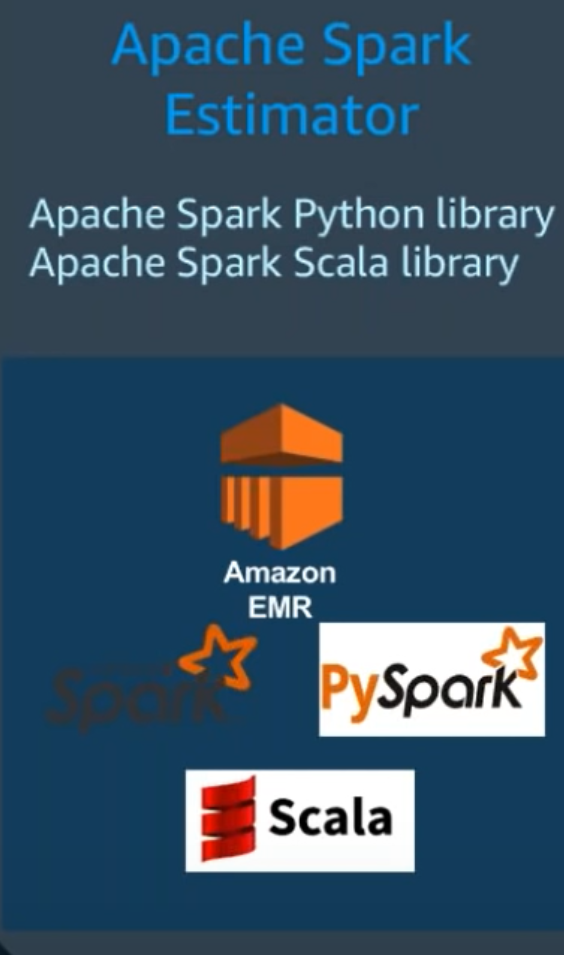 Apache Spark
Estimator
Apache Spark Python library
Apache Spark Scala library
Amazon
EMR
Spark
PySpark
Scala